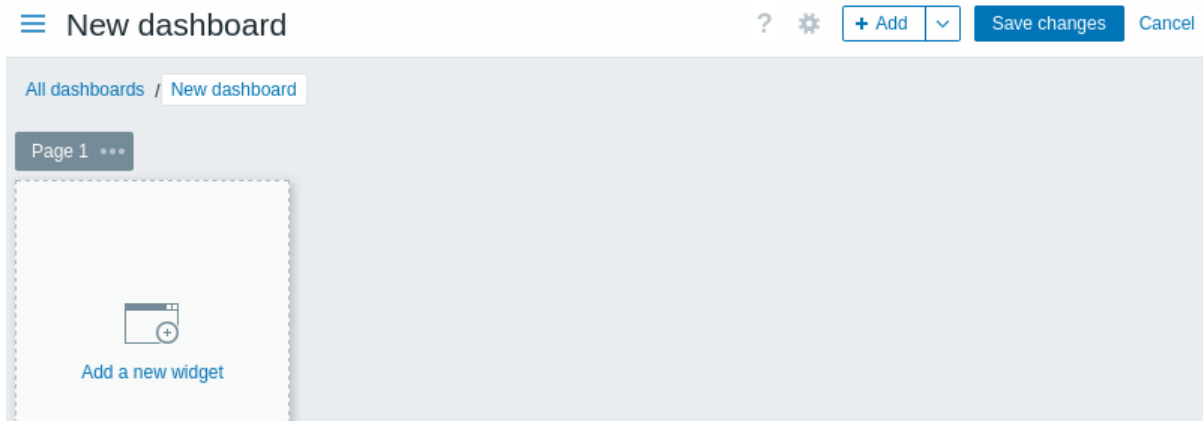 New dashboard ? + Add Save changes Cancel
All dashboards / New dashboard
Page 1 •••
Add a new widget